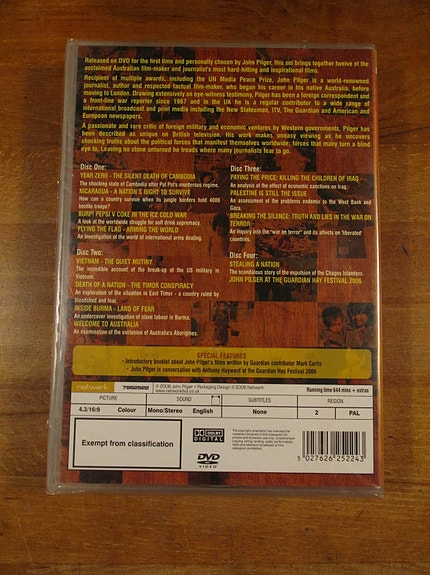 Released on DVD for the first time and personally chosen by John Pilger, this set brings together twelve of the
acclaimed Australian film-maker and journalist's most hard-hitting and inspirational films.
Recipient of multiple awards, including the UN Media Peace Prize, John Pilger is a world-renowned
journalist, author and respected factual film-maker, who began his career in his native Australia, before
moving to London. Drawing extensively on eye-witness testimony, Pilger has been a foreign correspondent and
a front-line war reporter since 1967 and in the UK he is a regular contributor to a wide range of
international broadcast and print media including the New Statesman, ITV, The Guardian and American and
European newspapers.
A passionate and rare critic of foreign military and economic ventures by Western governments, Pilger has
been described as unique on British television. His work makes uneasy viewing as he uncovers
shocking truths about the political forces that manifest themselves worldwide; forces that many turn a blind
eye to. Leaving no stone unturned he treads where many journalists fear to go.
Disc One:
YEAR ZERO - THE SILENT DEATH OF CAMBODIA
The shocking state of Cambodia after Pol Pot's murderous regime.
NICARAGUA - A NATION'S RIGHT TO SURVIVE
How can a country survive when its jungle borders hold 4000
hostile troops?
BURP! PEPSI V COKE IN THE ICE COLD WAR
A look at the worldwide struggle for soft drink supremacy.
FLYING THE FLAG - ARMING THE WORLD
An investigation of the world of international arms dealing.
Disc Two:
VIETNAM - THE QUIET MUTINY
The incredible account of the break-up of the US military in
Vietnam.
DEATH OF A NATION - THE TIMOR CONSPIRACY
An exploration of the situation in East Timor - a country ruled by
bloodshed and fear.
INSIDE BURMA - LAND OF FEAR
An undercover investigation of slave labour in Burma.
WELCOME TO AUSTRALIA
An examination of the exclusion of Australia's Aborigines.
Disc Three:
PAYING THE PRICE: KILLING THE CHILDREN OF IRAQ
An analysis of the effect of economic sanctions on Iraq.
PALESTINE IS STILL THE ISSUE
An assessment of the problems endemic to the West Bank and
Gaza.
BREAKING THE SILENCE: TRUTH AND LIES IN THE WAR ON
TERROR
An inquiry into the "war on terror" and its affects on 'liberated'
countries.
Disc Four:
STEALING A NATION
The scandalous story of the expulsion of the Chagos Islanders.
JOHN PILGER AT THE GUARDIAN HAY FESTIVAL 2006
SPECIAL FEATURES
- Introductory booklet about John Pilger's films written by Guardian contributor Mark Curtis
- John Pilger in conversation with Anthony Hayward at the Guardian Hay Festival 2006
network 7952522 © 2006 John Pilger • Packaging Design © 2006 Network Running time 644 mins + extras
www.networkdvd.co.uk
PICTURE SOUND SUBTITLES REGION
4:3/16:9 Colour Mono/Stereo English None 2 PAL
Exempt from classification
DOLBY
DIGITAL
DVD
VIDEO
5 027626 252243